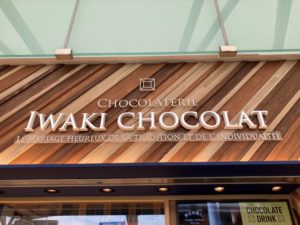 CHOCOLATERIE
IWAKI CHOCOLAT
LE MARIAGE HEUREUX DE LA TRADITION ET DE L'INDIVIDUALITÉ
CHOCOLATE
DRINK